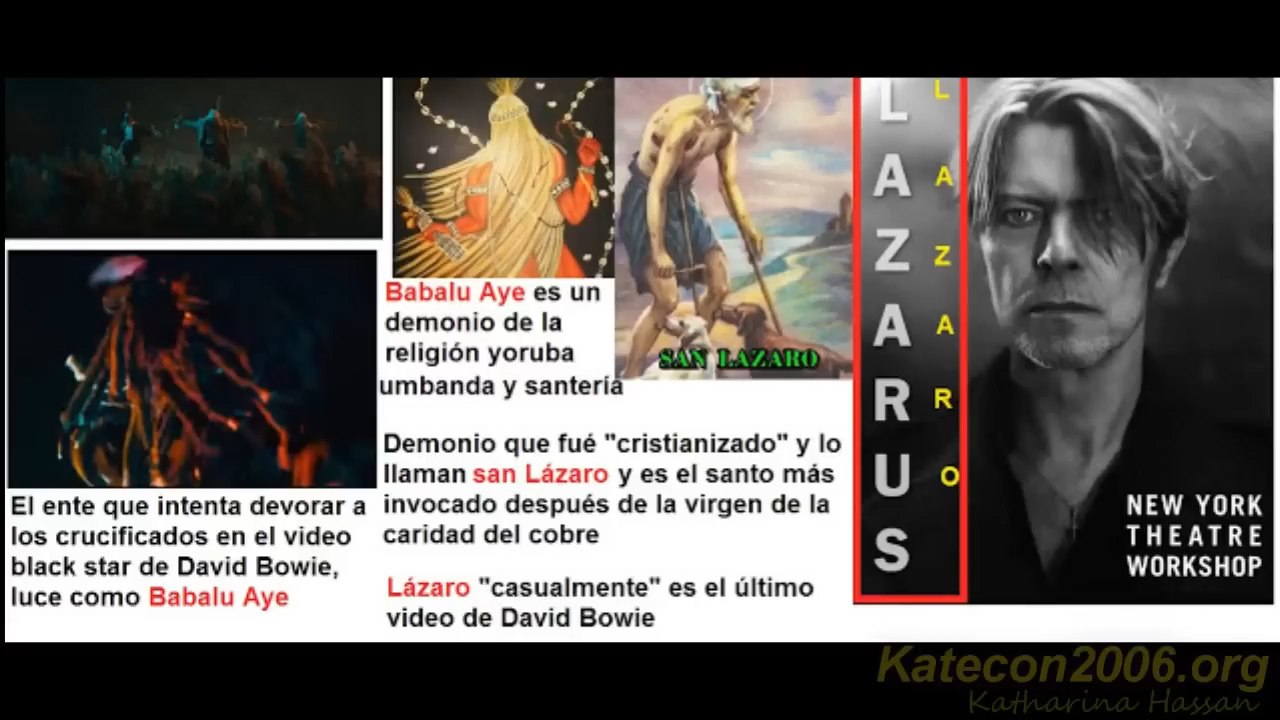 El ente que intenta devorar a
los crucificados en el video
black star de David Bowie,
luce como Babalu Aye
Babalu Aye es un
demonio de la
religión yoruba
umbanda y santería
SAN LAZARO
Demonio que fué "cristianizado" y lo
llaman san Lázaro y es el santo más
invocado después de la virgen de la
caridad del cobre
Lázaro "casualmente" es el último
video de David Bowie
LAZARUS
LAZARO
NEW YORK
THEATRE
WORKSHOP
Katecon2006.org
Katharina Hassan